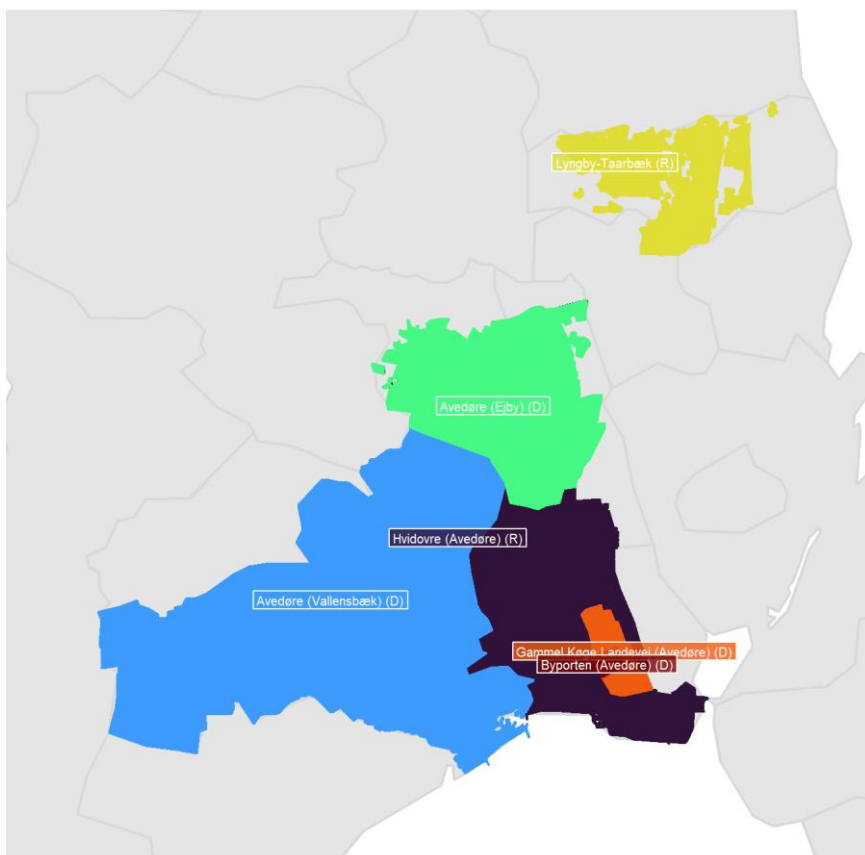 Lyngby-Taarbæk (R)
Avedøre (Ejby) (D)
Hvidovre (Avedøre) (R)
Avedøre (Vallensbæk) (D)
Gammel Køge Landevej (Avedøre) (D)
Byporten (Avedøre) (D)